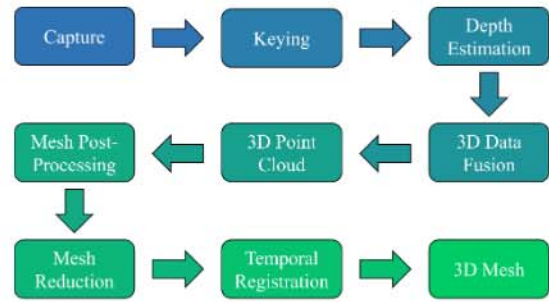 Capture
Keying
Depth
Estimation
3D Data
Fusion
3D Point
Cloud
Mesh Post-
Processing
Mesh
Reduction
Temporal
Registration
3D Mesh